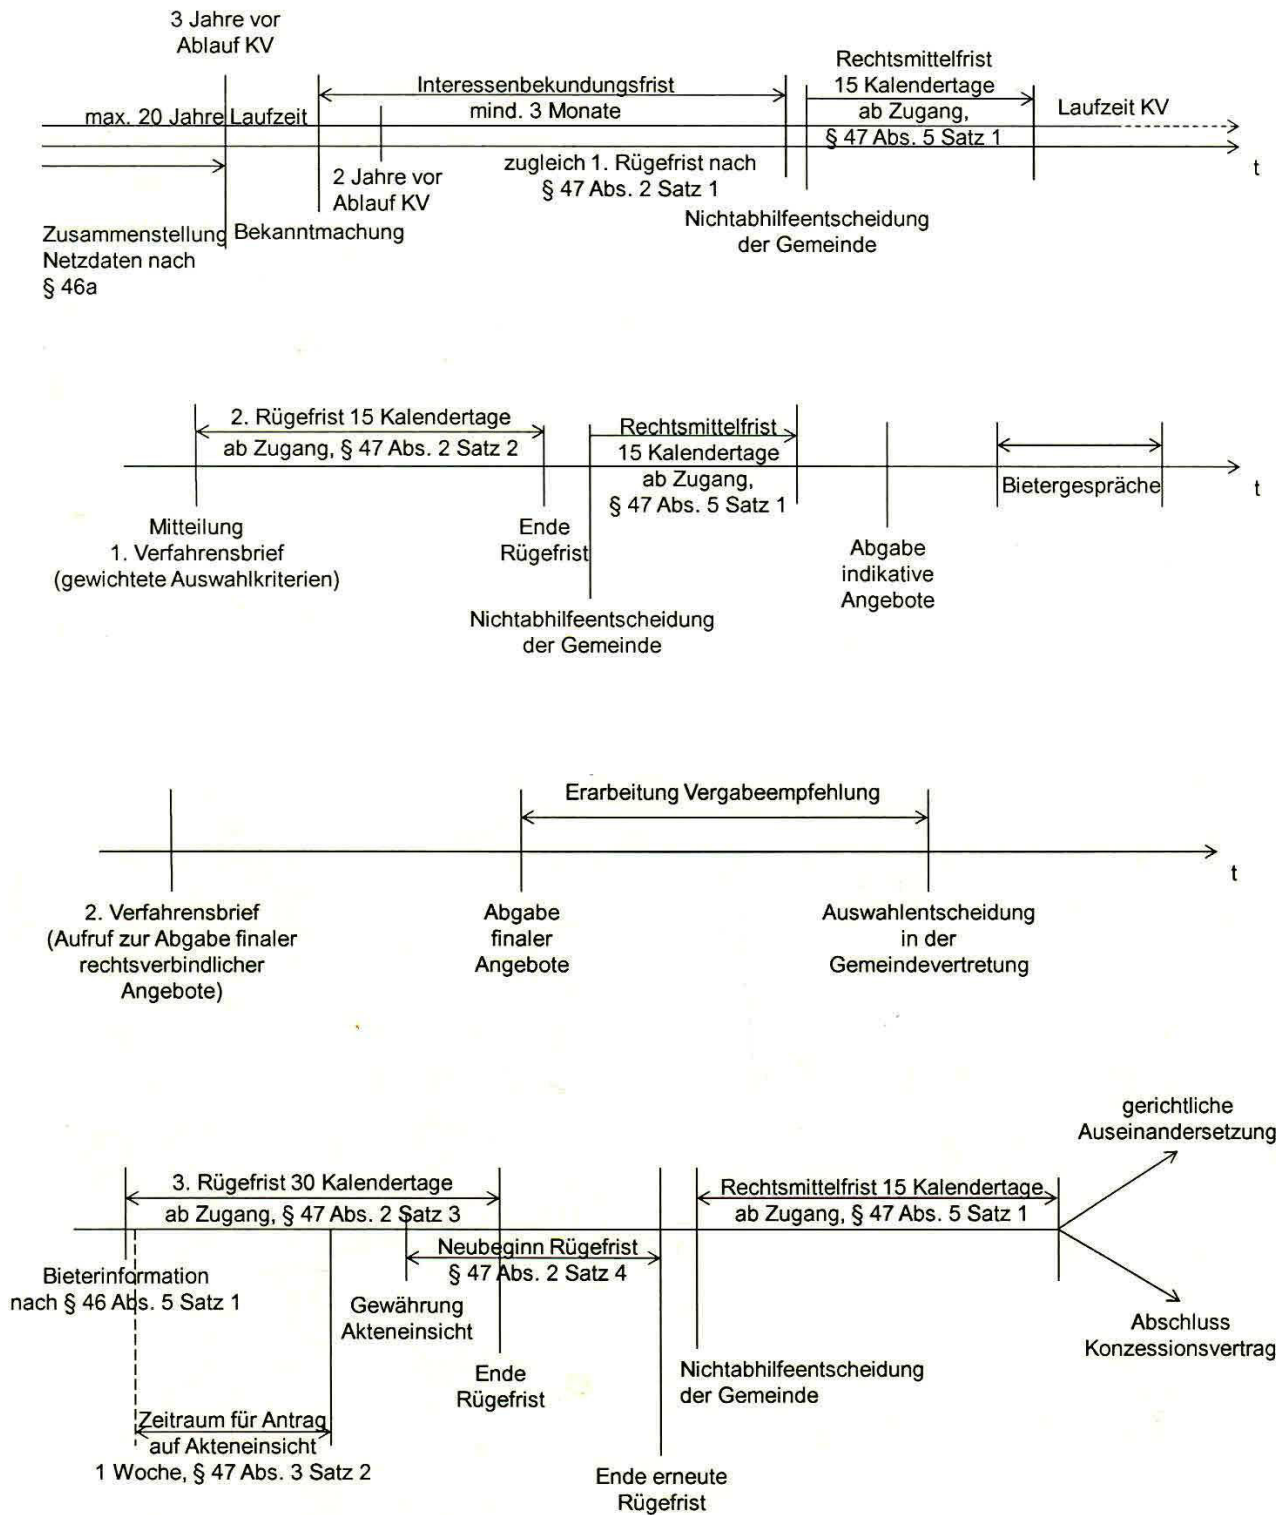 3 Jahre vor
Ablauf KV
Interessenbekundungsfrist
mind. 3 Monate
Rechtsmittelfrist
15 Kalendertage
ab Zugang,
§ 47 Abs. 5 Satz 1
Laufzeit KV
max. 20 Jahre Laufzeit
2 Jahre vor
Ablauf KV
zugleich 1. Rügefrist nach
§ 47 Abs. 2 Satz 1
t
Zusammenstellung
Netzdaten nach
§ 46a
Bekanntmachung
Nichtabhilfeentscheidung
der Gemeinde
2. Rügefrist 15 Kalendertage
ab Zugang, § 47 Abs. 2 Satz 2
Rechtsmittelfrist
15 Kalendertage
ab Zugang,
§ 47 Abs. 5 Satz 1
Bietergespräche
t
Mitteilung
1. Verfahrensbrief
(gewichtete Auswahlkriterien)
Ende
Rügefrist
Abgabe
indikative
Angebote
Nichtabhilfeentscheidung
der Gemeinde
Erarbeitung Vergabeempfehlung
t
2. Verfahrensbrief
(Aufruf zur Abgabe finaler
rechtsverbindlicher
Angebote)
Abgabe
finaler
Angebote
Auswahlentscheidung
in der
Gemeindevertretung
gerichtliche
Auseinandersetzung
3. Rügefrist 30 Kalendertage
ab Zugang, § 47 Abs. 2 Satz 3
Rechtsmittelfrist 15 Kalendertage
ab Zugang, § 47 Abs. 5 Satz 1
Neubeginn Rügefrist
§ 47 Abs. 2 Satz 4
Bieterinformation
nach § 46 Abs. 5 Satz 1
Gewährung
Akteneinsicht
Ende
Rügefrist
Nichtabhilfeentscheidung
der Gemeinde
Abschluss
Konzessionsvertrag
Zeitraum für Antrag
auf Akteneinsicht
1 Woche, § 47 Abs. 3 Satz 2
Ende erneute
Rügefrist